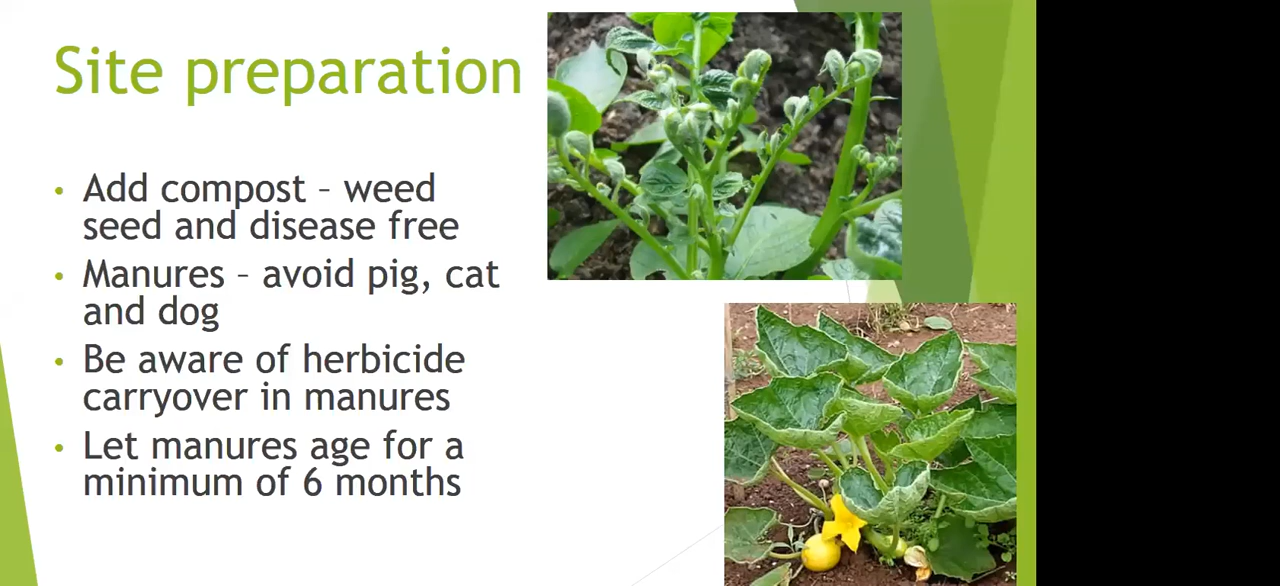 Site preparation
• Add compost – weed
seed and disease free
• Manures – avoid pig, cat
and dog
• Be aware of herbicide
carryover in manures
• Let manures age for a
minimum of 6 months